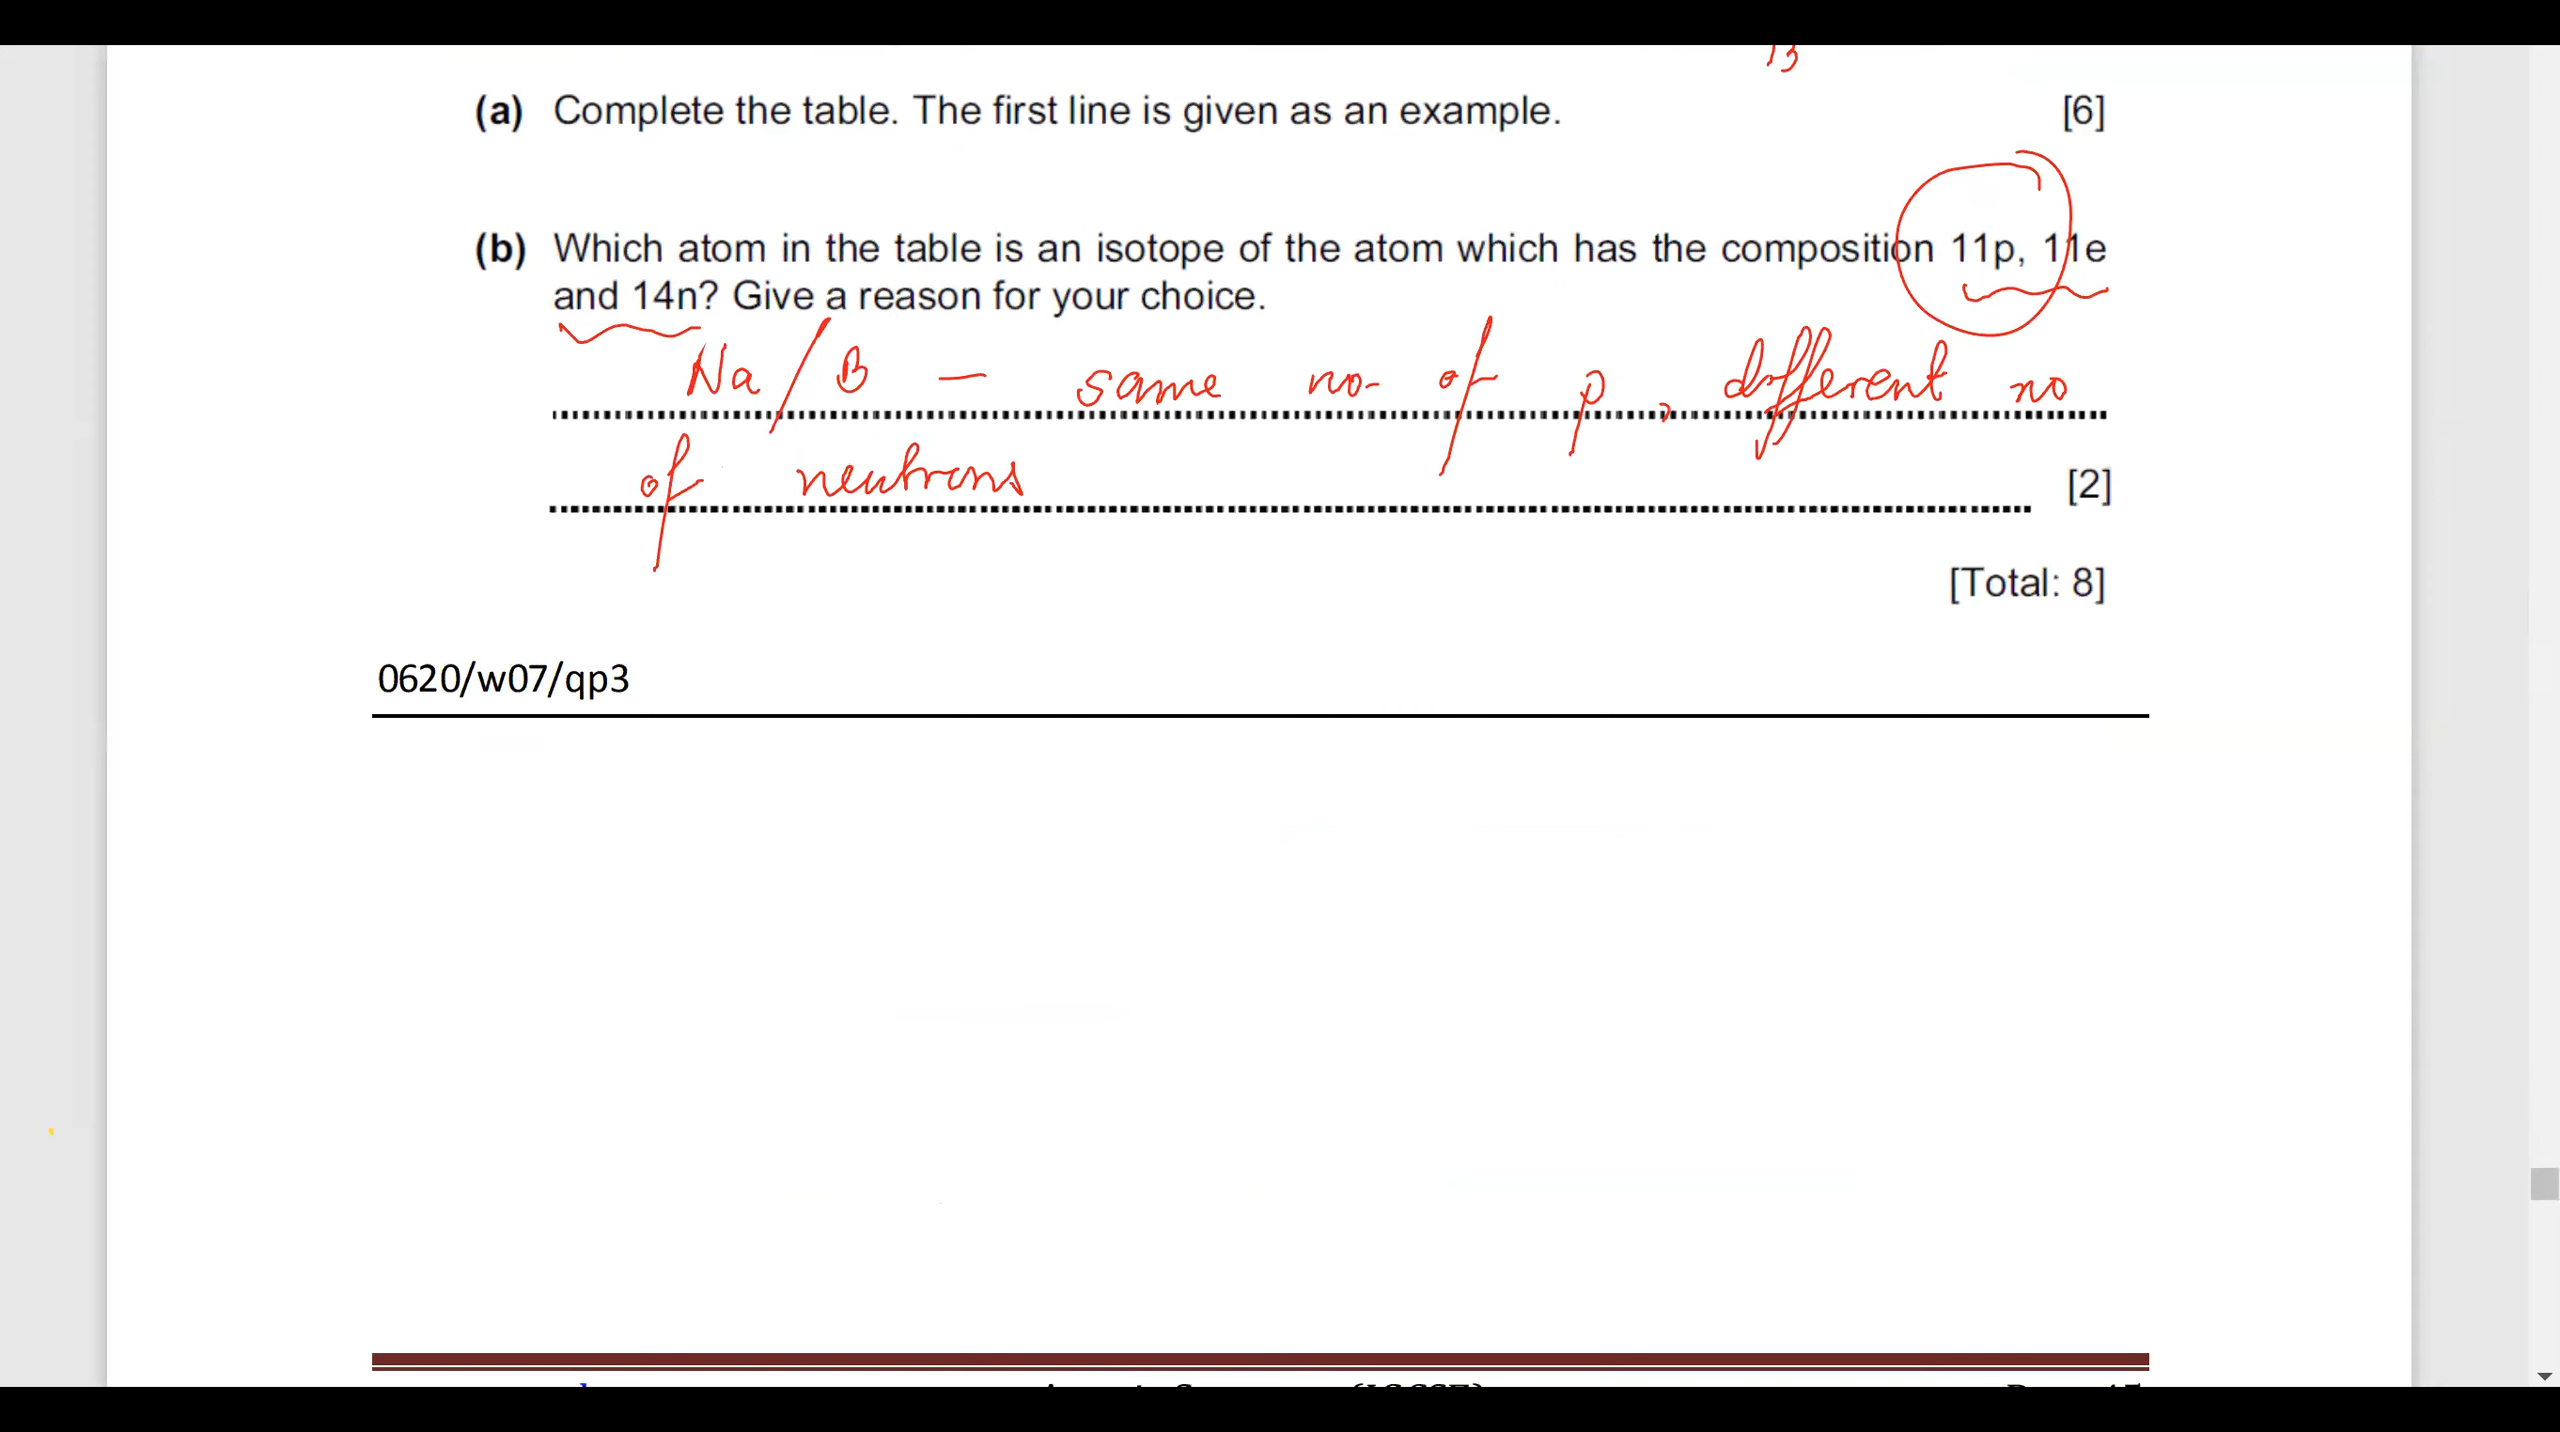 13
(a) Complete the table. The first line is given as an example. [6]
(b) Which atom in the table is an isotope of the atom which has the composition 11p, 11e
and 14n? Give a reason for your choice.
Na / B – same no. of p, different no
of neutrons
[2]
[Total: 8]
0620/w07/qp3